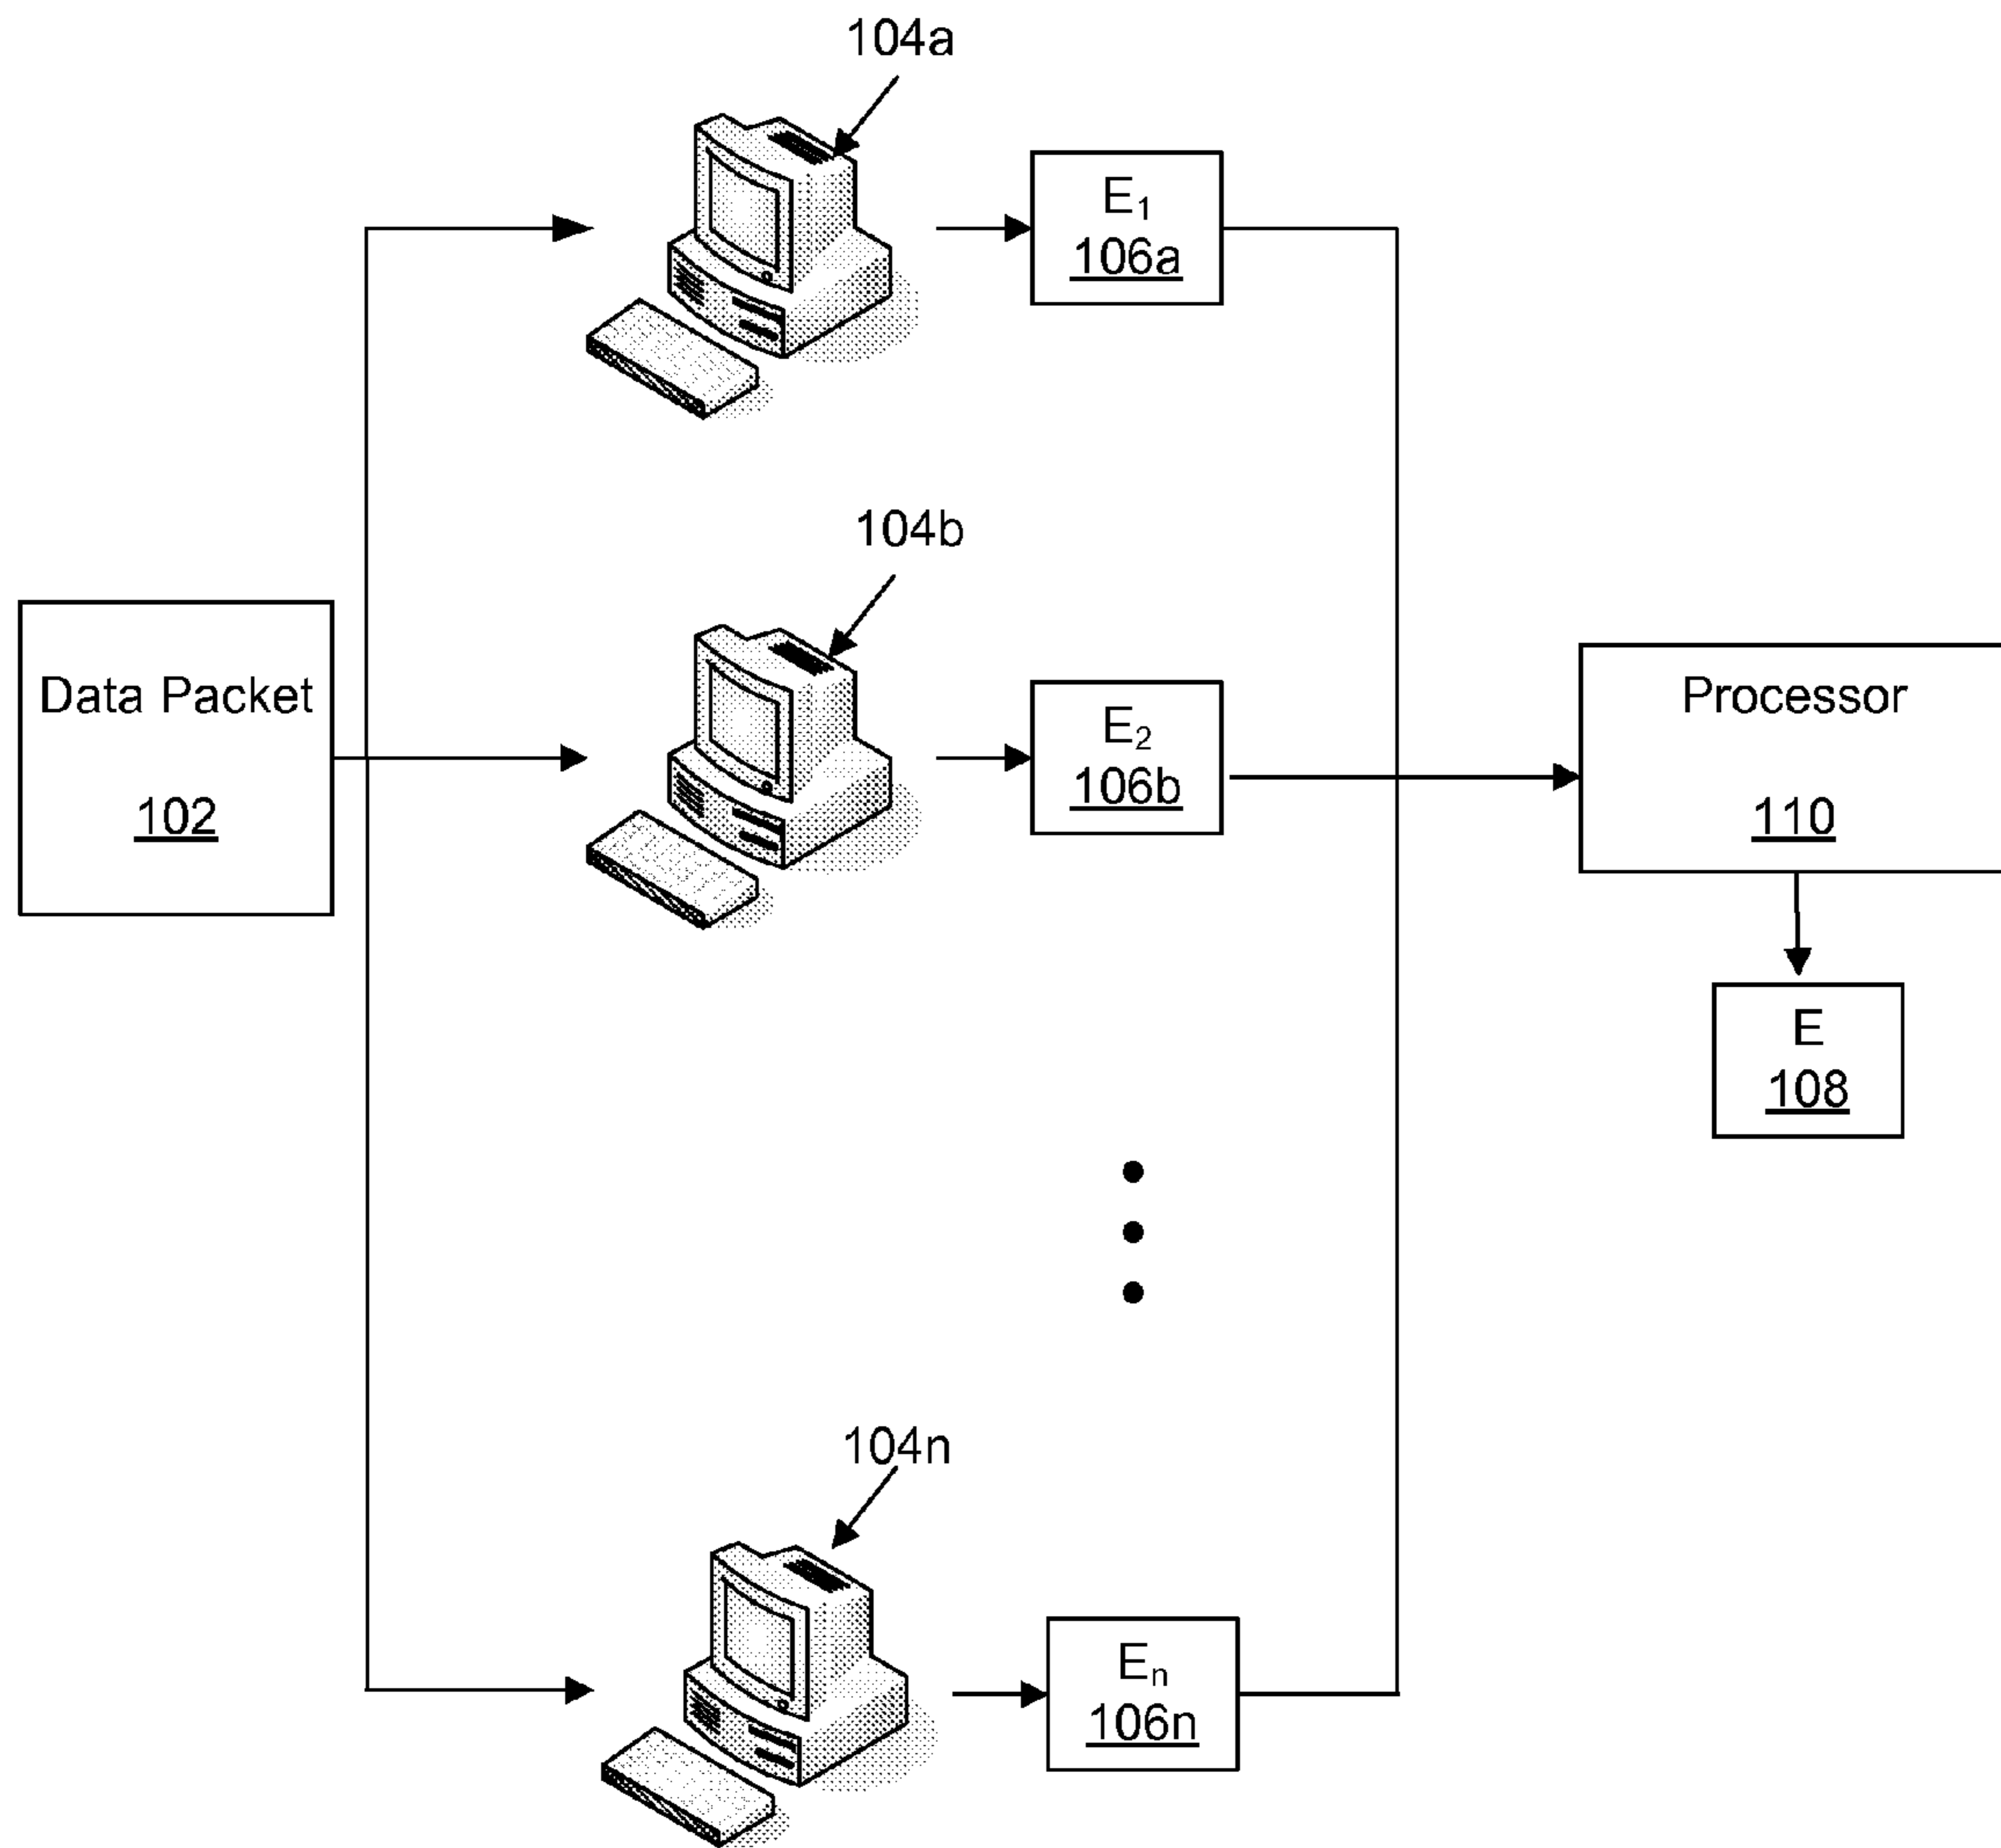 104a
E₁
106a
104b
Data Packet
102
E₂
106b
Processor
110
E
108
104n
Eₙ
106n